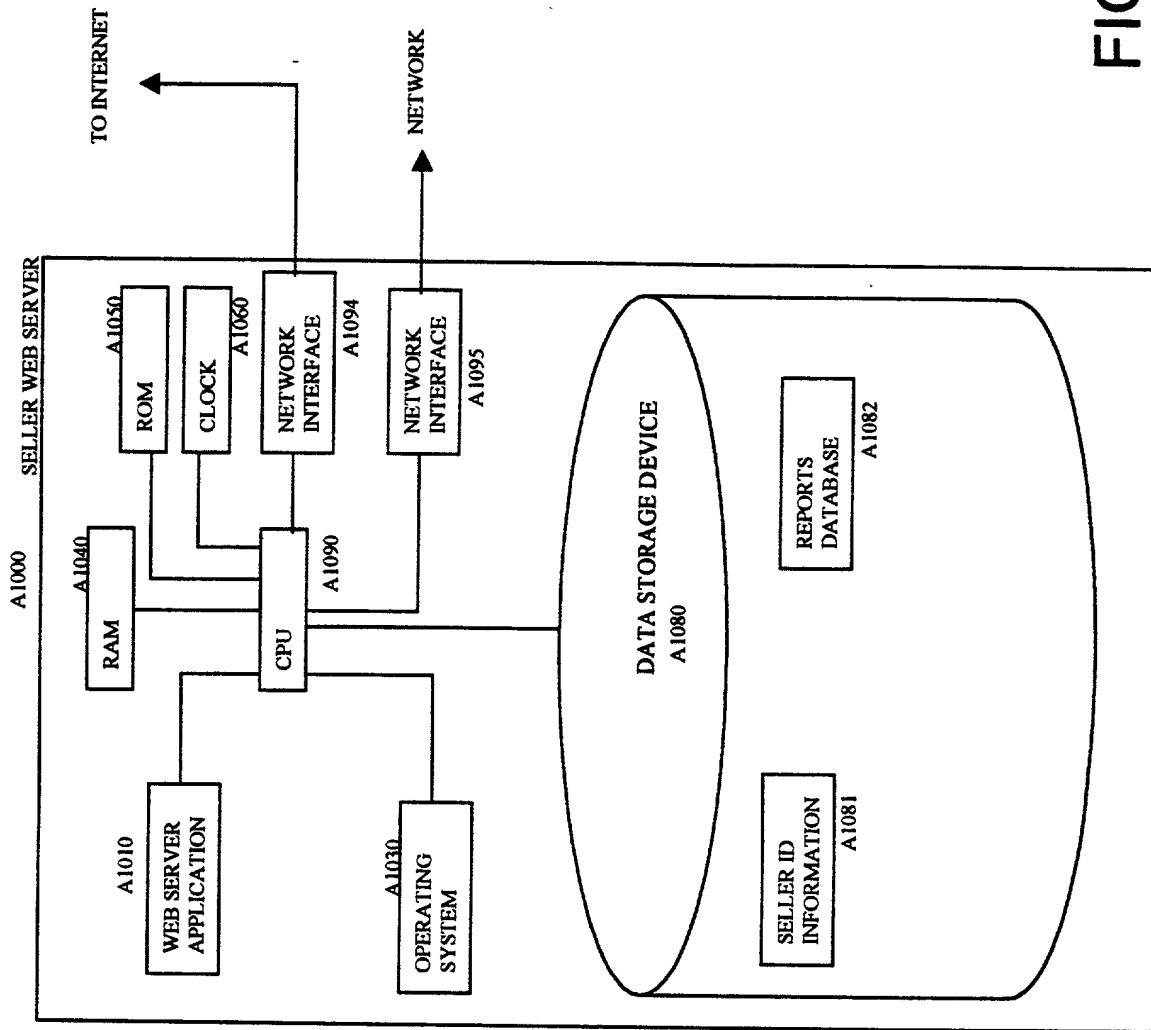 A1000
SELLER WEB SERVER
A1010
WEB SERVER
APPLICATION
A1030
OPERATING
SYSTEM
A1040
RAM
A1050
ROM
A1060
CLOCK
CPU
A1090
NETWORK
INTERFACE
A1094
TO INTERNET
NETWORK
INTERFACE
A1095
NETWORK
DATA STORAGE DEVICE
A1080
SELLER ID
INFORMATION
A1081
REPORTS
DATABASE
A1082